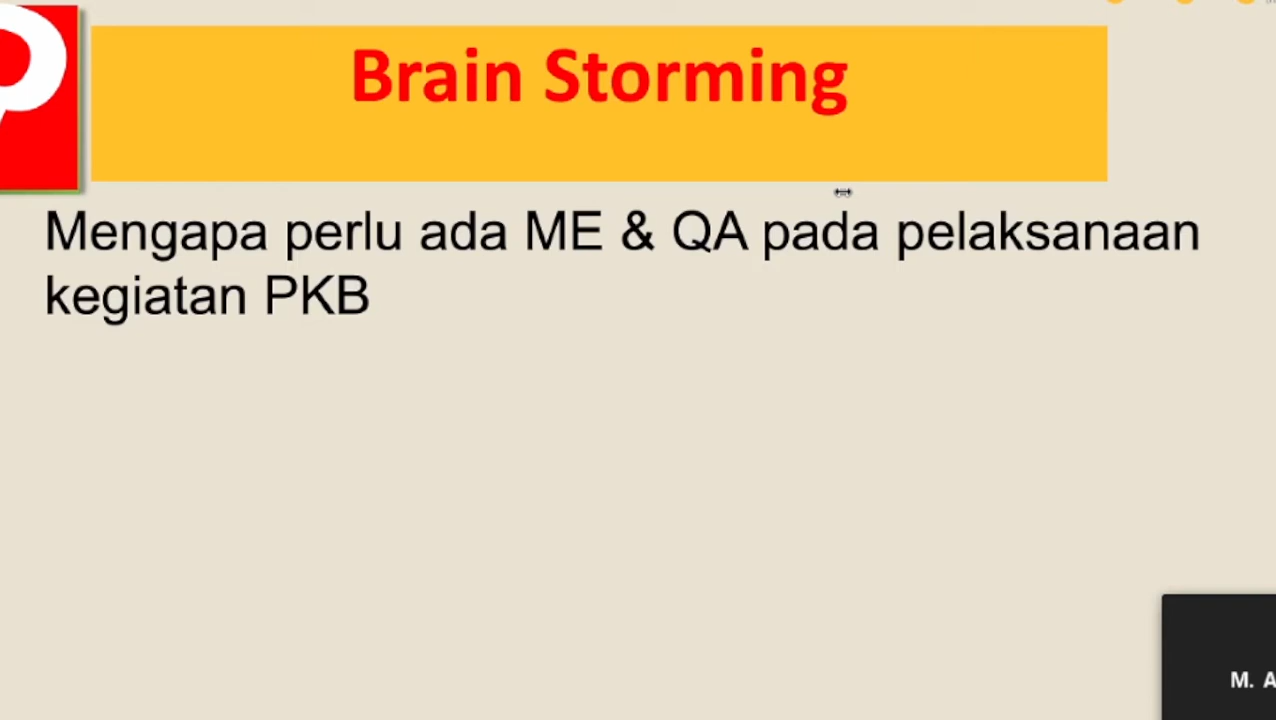 Brain Storming
Mengapa perlu ada ME & QA pada pelaksanaan
kegiatan PKB
M. A